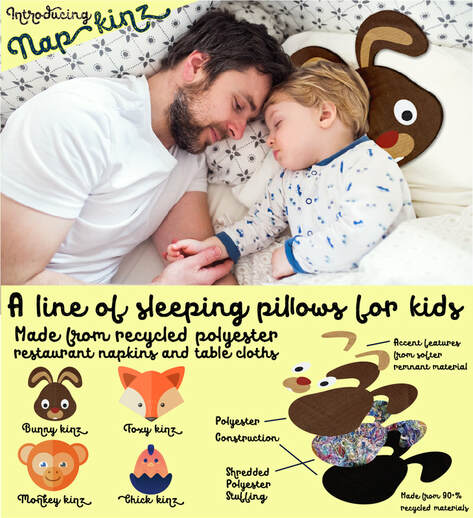 Introducing
Nap kinz
A line of sleeping pillows for kids
Made from recycled polyester
restaurant napkins and table cloths
Accent features
from softer
remnant material
Bunny kinz
Foxy kinz
Polyester
Construction
Shredded
Polyester
Stuffing
Monkey kinz
Chick kinz
Made from 90%
recycled materials